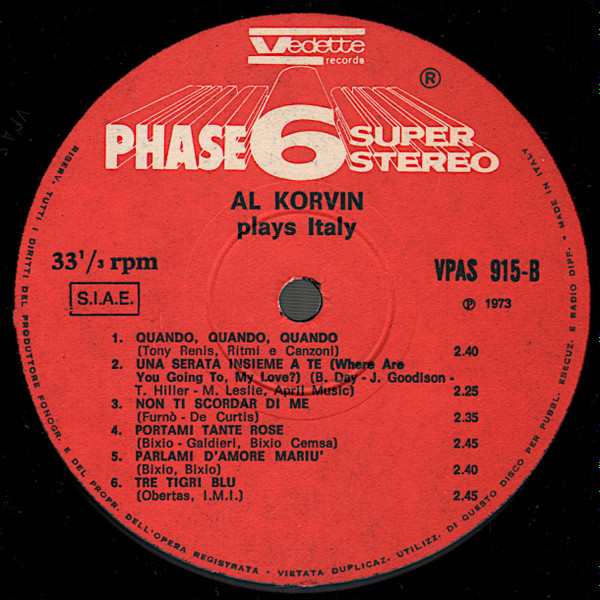 Vedette
records
®
PHASE 6 SUPER
STEREO
AL KORVIN
plays Italy
33 1/3 rpm
VPAS 915-B
S.I.A.E.
℗ 1973
1. QUANDO, QUANDO, QUANDO
(Tony Renis, Ritmi e Canzoni) 2.40
2. UNA SERATA INSIEME A TE (Where Are
You Going To, My Love?) (B. Day - J. Goodison -
T. Hiller - M. Leslie, April Music) 2.25
3. NON TI SCORDAR DI ME
(Furnò - De Curtis) 2.35
4. PORTAMI TANTE ROSE
(Bixio - Galdieri, Bixio Cemsa) 2.45
5. PARLAMI D'AMORE MARIU'
(Bixio, Bixio) 2.40
6. TRE TIGRI BLU
(Obertas, I.M.I.) 2.45
RISERV. TUTTI I DIRITTI DEL PRODUTTORE FONOGR. E DEL PROPR. DELL'OPERA REGISTRATA - VIETATA DUPLICAZ. UTILIZZ. DI QUESTO DISCO PER PUBBL. ESECUZ. E RADIO DIFF. - MADE IN ITALY